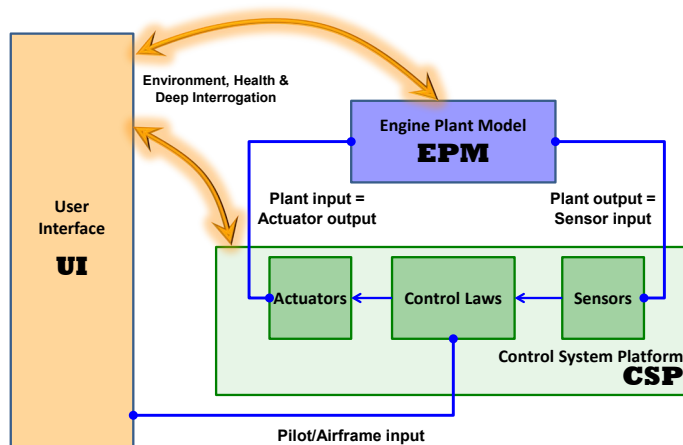 Environment, Health &
Deep Interrogation
Engine Plant Model
EPM
Plant input =
Actuator output
Plant output =
Sensor input
User
Interface
UI
Actuators
Control Laws
Sensors
Control System Platform
CSP
Pilot/Airframe input